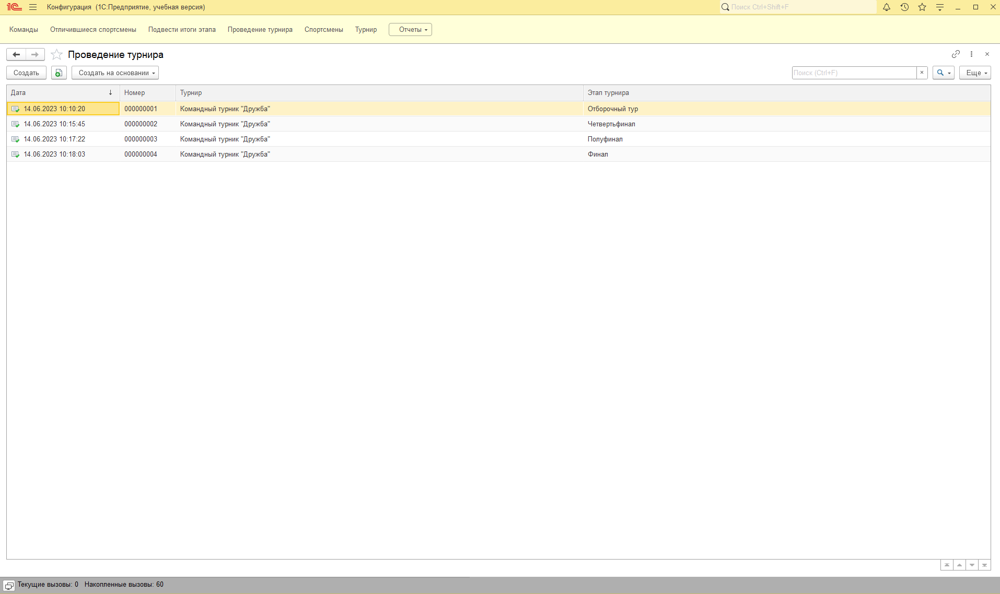 1С Конфигурация (1С:Предприятие, учебная версия) Поиск Ctrl+Shift+F
Команды Отличившиеся спортсмены Подвести итоги этапа Проведение турнира Спортсмены Турнир Отчеты
Проведение турнира
Создать Создать на основании Поиск (Ctrl+F) × Еще
Дата ↓ Номер Турнир Этап турнира
14.06.2023 10:10:20 000000001 Командный турник "Дружба" Отборочный тур
14.06.2023 10:15:45 000000002 Командный турник "Дружба" Четвертьфинал
14.06.2023 10:17:22 000000003 Командный турник "Дружба" Полуфинал
14.06.2023 10:18:03 000000004 Командный турник "Дружба" Финал
Текущие вызовы: 0 Накопленные вызовы: 60